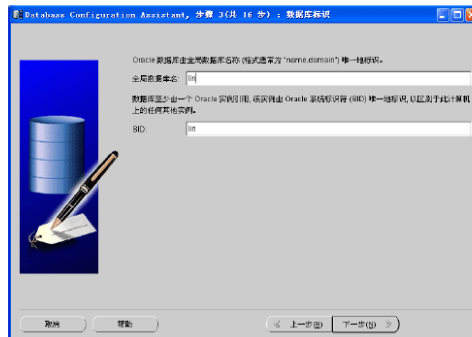 Database Configuration Assistant, 步骤 3(共 16 步) : 数据库标识
Oracle 数据库由全局数据库名称 (格式通常为 "name.domain") 唯一地标识。
全局数据库名: lin
数据库至少由一个 Oracle 实例引用, 该实例由 Oracle 系统标识符 (SID) 唯一地标识, 以区别于此计算机
上的任何其他实例。
SID: lin
取消 帮助 上一步(B) 下一步(N)